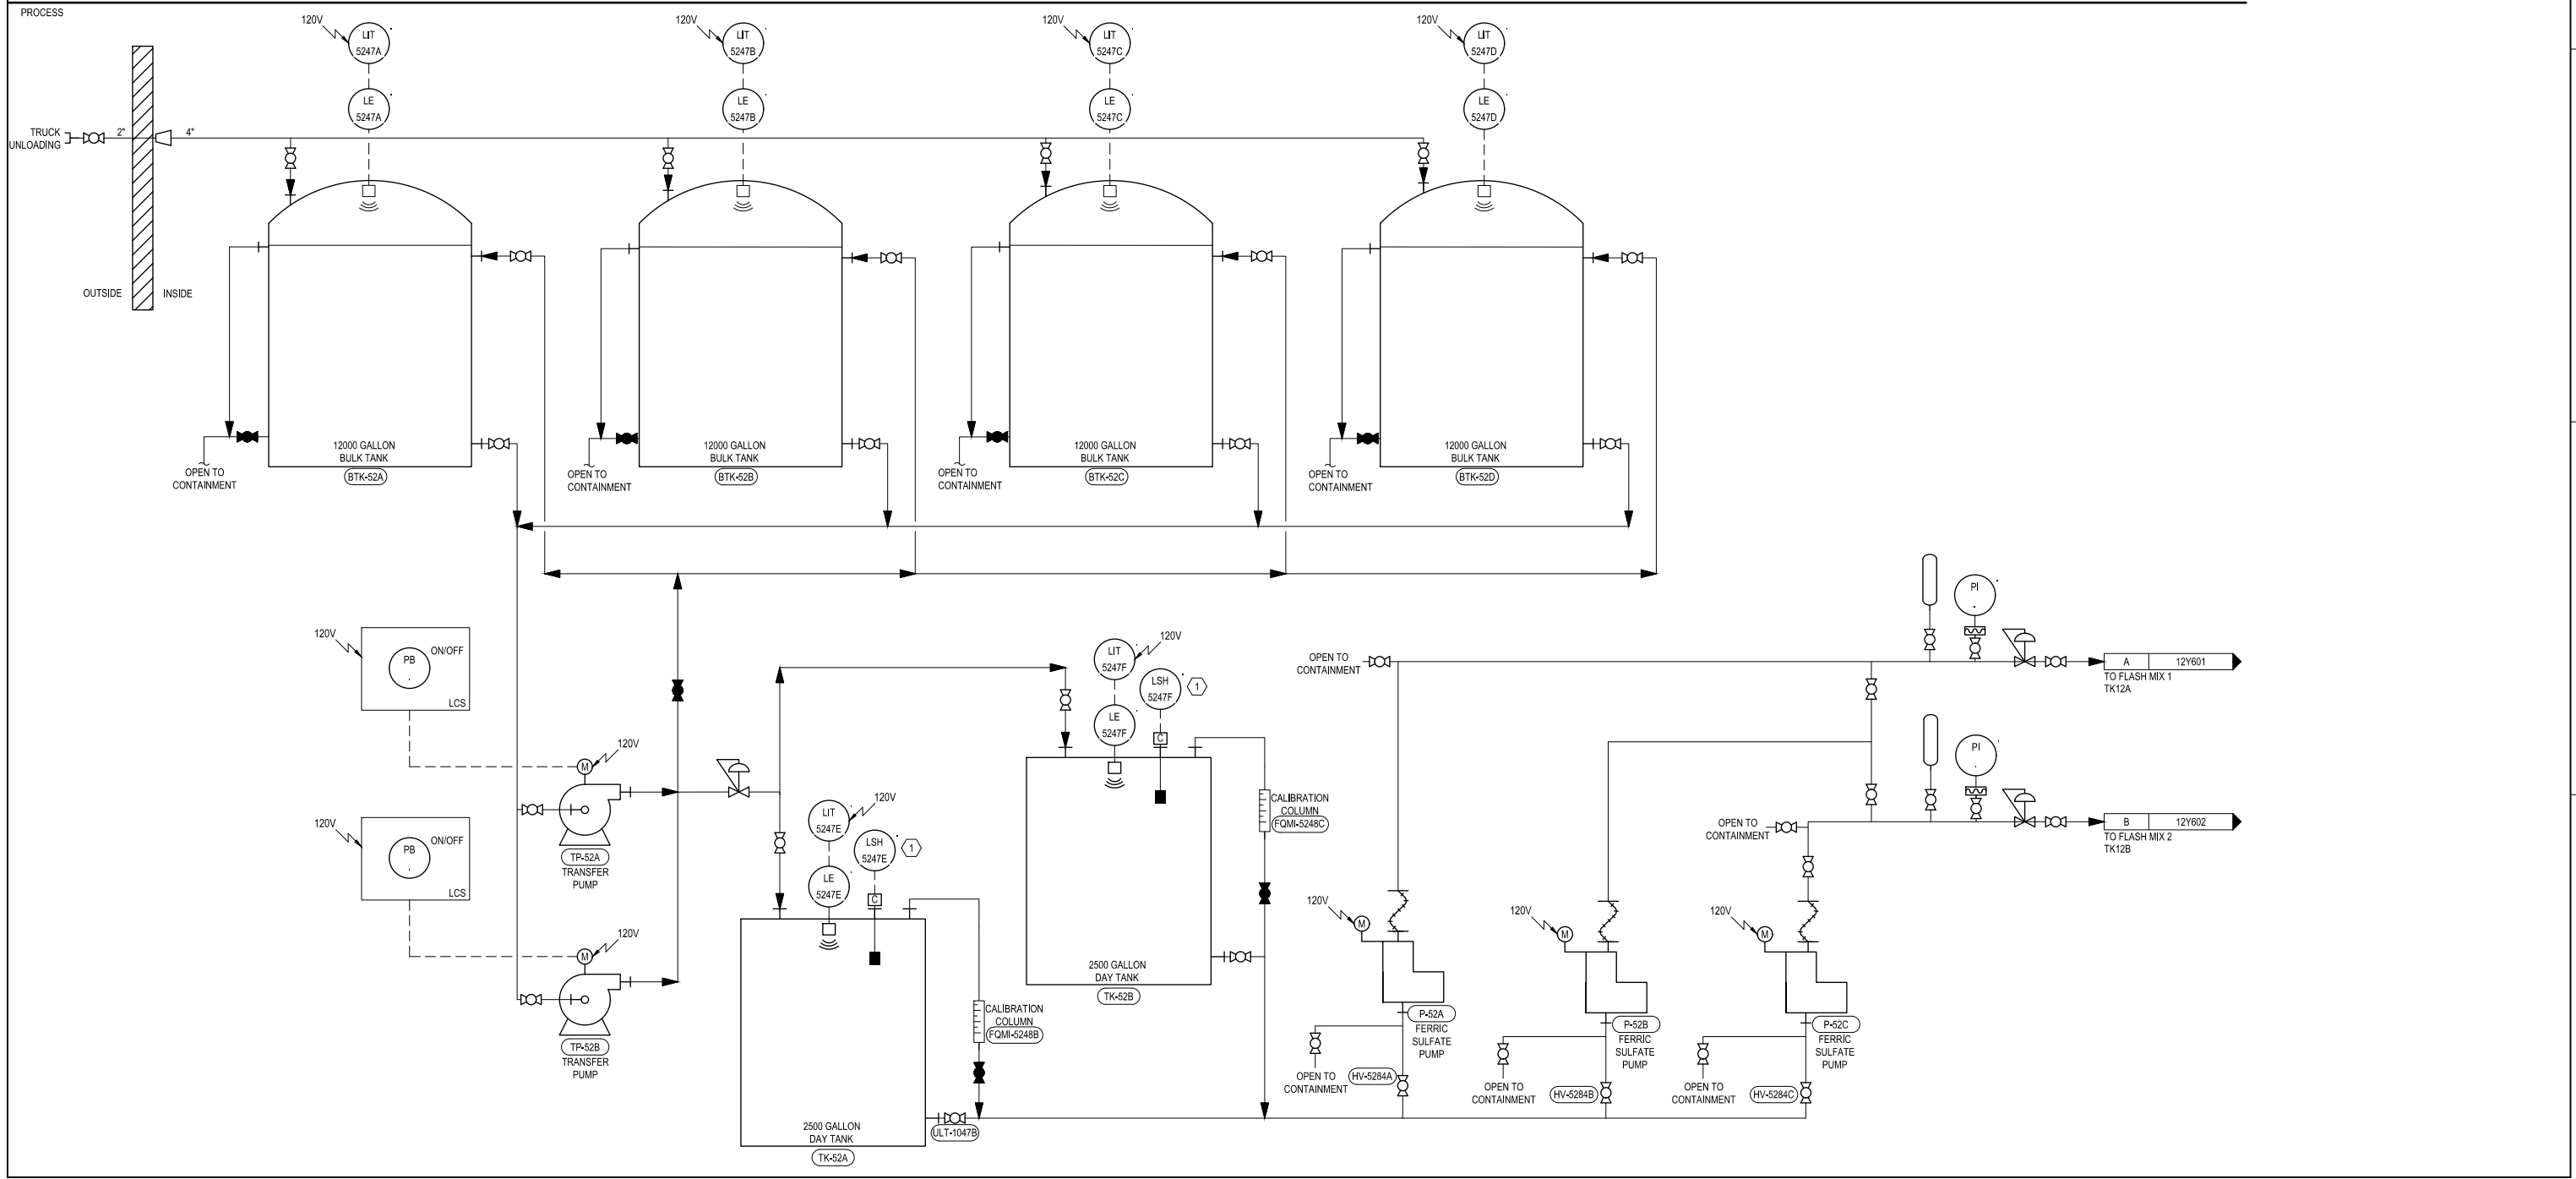 PROCESS
120V
LIT
5247A
LE
5247A
120V
LIT
5247B
LE
5247B
120V
LIT
5247C
LE
5247C
120V
LIT
5247D
LE
5247D
TRUCK
UNLOADING
2"
4"
OUTSIDE
INSIDE
12000 GALLON
BULK TANK
BTK-52A
OPEN TO
CONTAINMENT
12000 GALLON
BULK TANK
BTK-52B
OPEN TO
CONTAINMENT
12000 GALLON
BULK TANK
BTK-52C
OPEN TO
CONTAINMENT
12000 GALLON
BULK TANK
BTK-52D
OPEN TO
CONTAINMENT
120V
PB
ON/OFF
LCS
120V
M
TP-52A
TRANSFER
PUMP
120V
PB
ON/OFF
LCS
120V
M
TP-52B
TRANSFER
PUMP
LIT
5247E
120V
LSH
5247E
1
LE
5247E
C
2500 GALLON
DAY TANK
TK-52A
CALIBRATION
COLUMN
FQMI-5248B
ULT-1047B
LIT
5247F
120V
LSH
5247F
1
LE
5247F
C
2500 GALLON
DAY TANK
TK-52B
CALIBRATION
COLUMN
FQMI-5248C
OPEN TO
CONTAINMENT
120V
M
P-52A
FERRIC
SULFATE
PUMP
OPEN TO
CONTAINMENT
HV-5284A
120V
M
P-52B
FERRIC
SULFATE
PUMP
OPEN TO
CONTAINMENT
HV-5284B
120V
M
P-52C
FERRIC
SULFATE
PUMP
OPEN TO
CONTAINMENT
HV-5284C
OPEN TO
CONTAINMENT
PI
A
12Y601
TO FLASH MIX 1
TK12A
PI
B
12Y602
TO FLASH MIX 2
TK12B